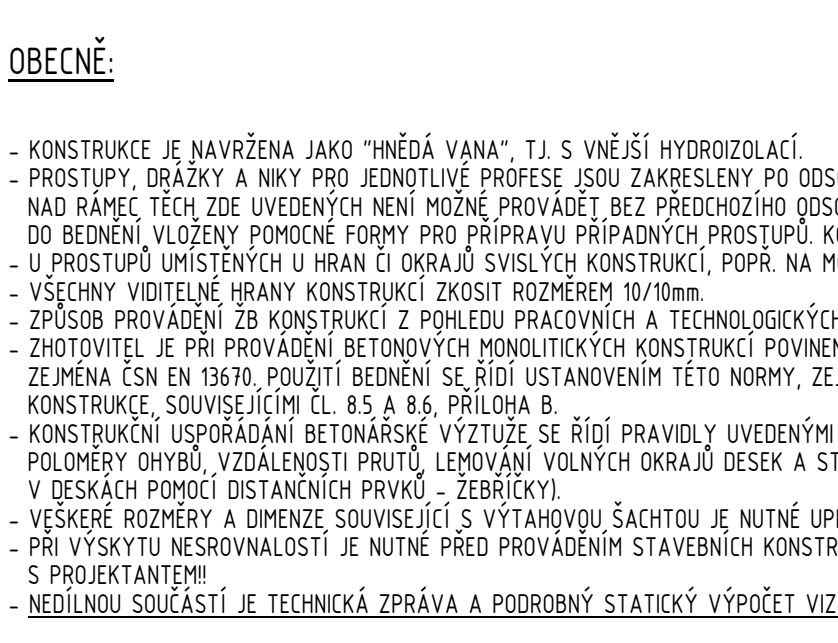 OBECNĚ:
- KONSTRUKCE JE NAVRŽENA JAKO "HNĚDÁ VANA", TJ. S VNĚJŠÍ HYDROIZOLACÍ.
- PROSTUPY, DRÁŽKY A NIKY PRO JEDNOTLIVÉ PROFESE JSOU ZAKRESLENY PO
NAD RÁMEC TĚCH ZDE UVEDENÝCH NENÍ MOŽNÉ PROVÁDĚT BEZ PŘEDCHOZÍHO
DO BEDNĚNÍ VLOŽENY POMOCNÉ FORMY PRO PŘÍPRAVU PŘÍPADNÝCH PROSTUPŮ.
- U PROSTUPŮ UMÍSTĚNÝCH U HRAN ČI OKRAJŮ SVISLÝCH KONSTRUKCÍ, POPŘ. NA
- VŠECHNY VIDITELNÉ HRANY KONSTRUKCÍ ZKOSIT ROZMĚREM 10/10mm.
- ZPŮSOB PROVÁDĚNÍ ŽB KONSTRUKCÍ Z POHLEDU PRACOVNÍCH A TECHNOLOGICKÝCH
- ZHOTOVITEL JE PŘI PROVÁDĚNÍ BETONOVÝCH MONOLITICKÝCH KONSTRUKCÍ POVINEN
ZEJMÉNA ČSN EN 13670. POUŽITÍ BEDNĚNÍ SE ŘÍDÍ USTANOVENÍM TÉTO NORMY,
KONSTRUKCE, SOUVISEJÍCÍMI ČL. 8.5 A 8.6, PŘÍLOHA B.
- KONSTRUKČNÍ USPOŘÁDÁNÍ BETONÁŘSKÉ VÝZTUŽE SE ŘÍDÍ PRAVIDLY UVEDENÝMI
POLOMĚRY OHYBŮ, VZDÁLENOSTI PRUTŮ, LEMOVÁNÍ VOLNÝCH OKRAJŮ DESEK A
V DESKÁCH POMOCÍ DISTANČNÍCH PRVKŮ - ŽEBŘÍČKY).
- VEŠKERÉ ROZMĚRY A DIMENZE SOUVISEJÍCÍ S VÝTAHOVOU ŠACHTOU JE NUTNÉ
- PŘI VÝSKYTU NESROVNALOSTÍ JE NUTNÉ PŘED PROVÁDĚNÍM STAVEBNÍCH
S PROJEKTANTEM!!
- NEDÍLNOU SOUČÁSTÍ JE TECHNICKÁ ZPRÁVA A PODROBNÝ STATICKÝ VÝPOČET VIZ